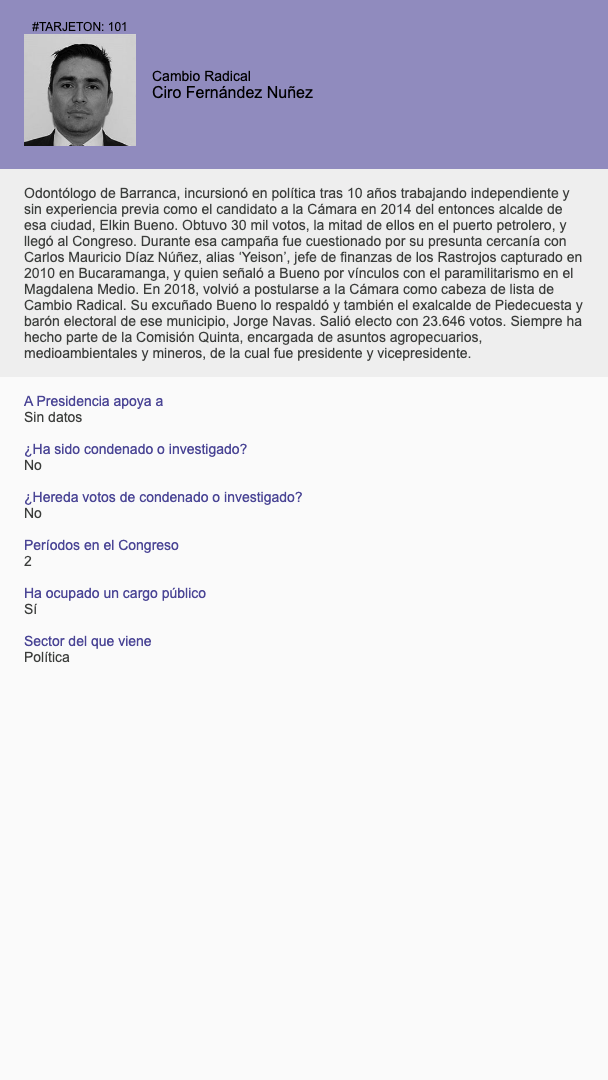 #TARJETON: 101
Cambio Radical
Ciro Fernández Nuñez
Odontólogo de Barranca, incursionó en política tras 10 años trabajando independiente y
sin experiencia previa como el candidato a la Cámara en 2014 del entonces alcalde de
esa ciudad, Elkin Bueno. Obtuvo 30 mil votos, la mitad de ellos en el puerto petrolero, y
llegó al Congreso. Durante esa campaña fue cuestionado por su presunta cercanía con
Carlos Mauricio Díaz Núñez, alias ‘Yeison’, jefe de finanzas de los Rastrojos capturado en
2010 en Bucaramanga, y quien señaló a Bueno por vínculos con el paramilitarismo en el
Magdalena Medio. En 2018, volvió a postularse a la Cámara como cabeza de lista de
Cambio Radical. Su excuñado Bueno lo respaldó y también el exalcalde de Piedecuesta y
barón electoral de ese municipio, Jorge Navas. Salió electo con 23.646 votos. Siempre ha
hecho parte de la Comisión Quinta, encargada de asuntos agropecuarios,
medioambientales y mineros, de la cual fue presidente y vicepresidente.
A Presidencia apoya a
Sin datos
¿Ha sido condenado o investigado?
No
¿Hereda votos de condenado o investigado?
No
Períodos en el Congreso
2
Ha ocupado un cargo público
Sí
Sector del que viene
Política